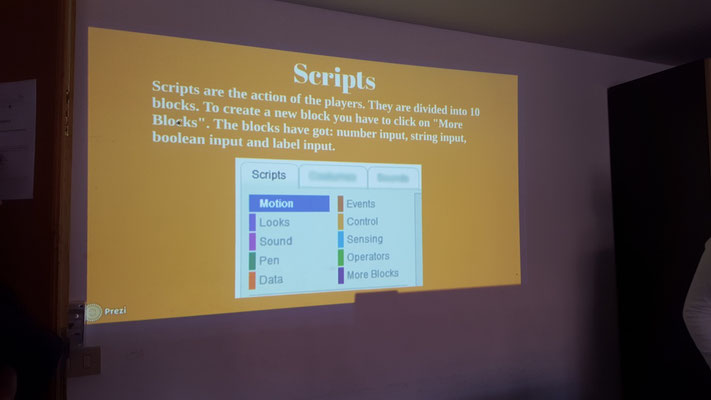 Scripts
Scripts are the action of the players. They are divided into 10
blocks. To create a new block you have to click on "More
Blocks". The blocks have got: number input, string input,
boolean input and label input.
Scripts
Motion
Looks
Sound
Pen
Data
Events
Control
Sensing
Operators
More Blocks
Prezi